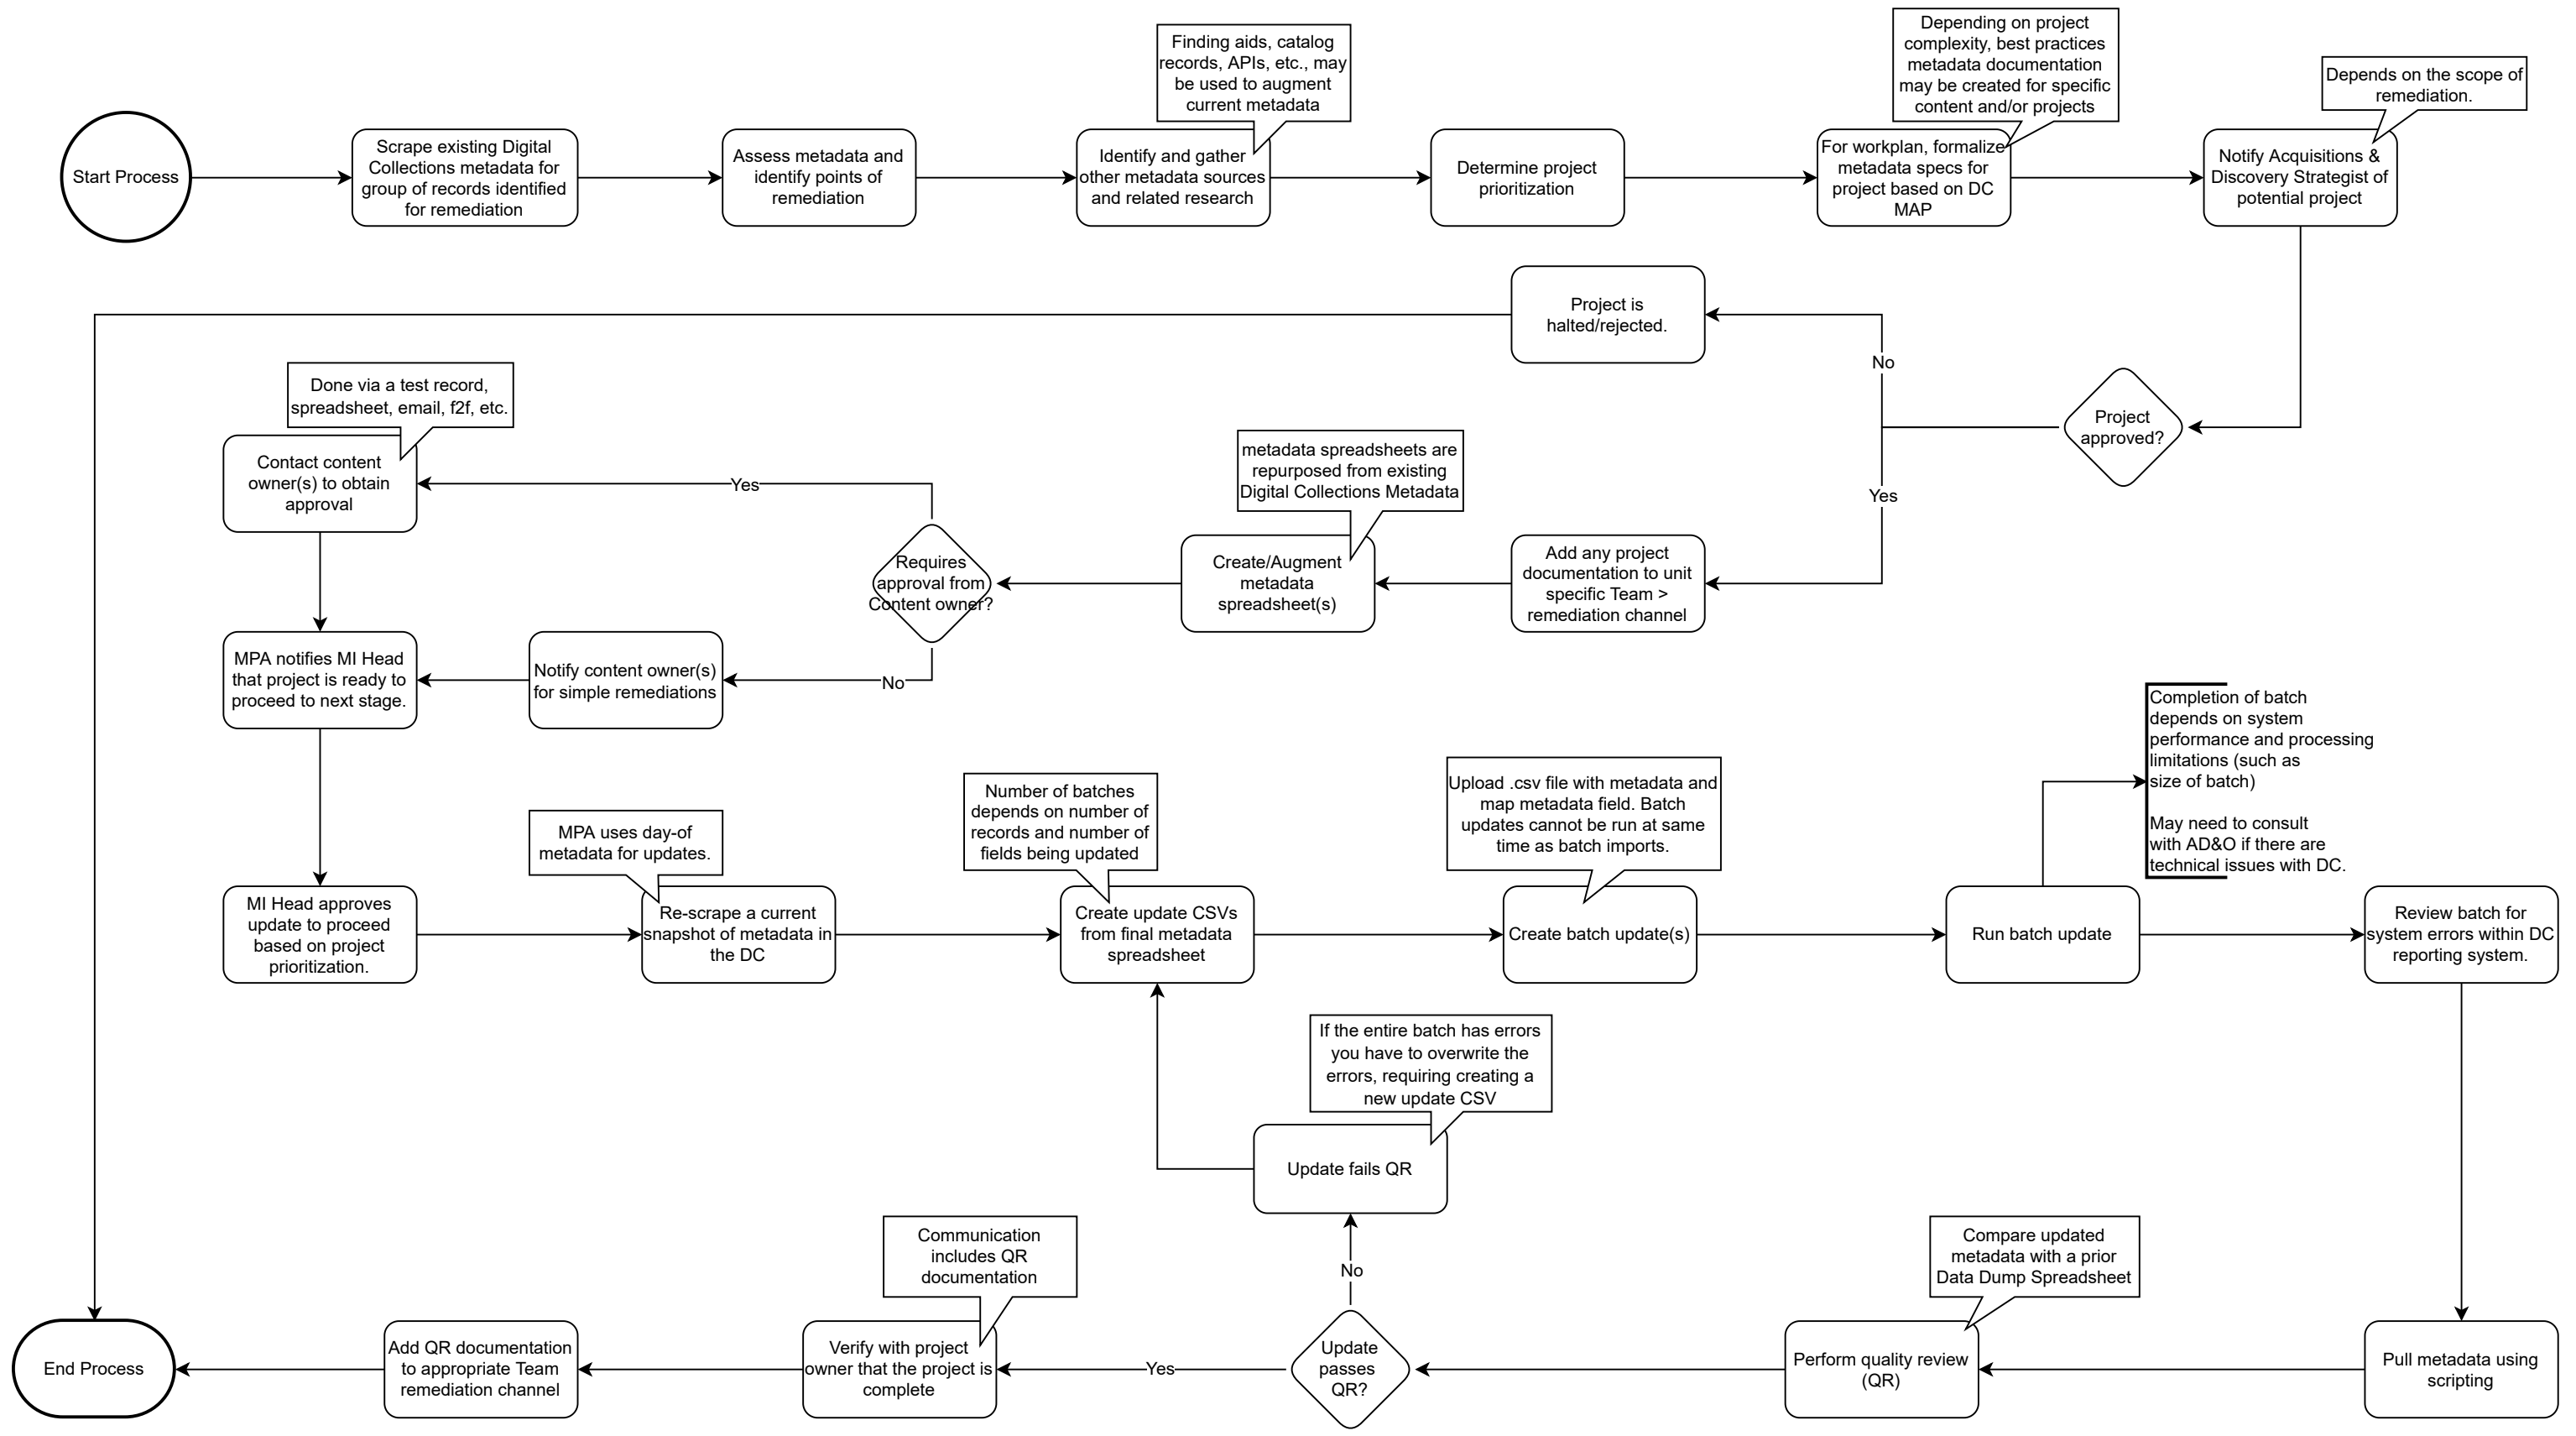 Finding aids, catalog
records, APIs, etc., may
be used to augment
current metadata
Depending on project
complexity, best practices
metadata documentation
may be created for specific
content and/or projects
Depends on the scope of
remediation.
Start Process
Scrape existing Digital
Collections metadata for
group of records identified
for remediation
Assess metadata and
identify points of
remediation
Identify and gather
other metadata sources
and related research
Determine project
prioritization
For workplan, formalize
metadata specs for
project based on DC
MAP
Notify Acquisitions &
Discovery Strategist of
potential project
Project is
halted/rejected.
No
Project
approved?
Yes
Done via a test record,
spreadsheet, email, f2f, etc.
Contact content
owner(s) to obtain
approval
Yes
metadata spreadsheets are
repurposed from existing
Digital Collections Metadata
Requires
approval from
Content owner?
Create/Augment
metadata
spreadsheet(s)
Add any project
documentation to unit
specific Team >
remediation channel
MPA notifies MI Head
that project is ready to
proceed to next stage.
Notify content owner(s)
for simple remediations
No
Completion of batch
depends on system
performance and processing
limitations (such as
size of batch)
May need to consult
with AD&O if there are
technical issues with DC.
MPA uses day-of
metadata for updates.
Number of batches
depends on number of
records and number of
fields being updated
Upload .csv file with metadata and
map metadata field. Batch
updates cannot be run at same
time as batch imports.
MI Head approves
update to proceed
based on project
prioritization.
Re-scrape a current
snapshot of metadata in
the DC
Create update CSVs
from final metadata
spreadsheet
Create batch update(s)
Run batch update
Review batch for
system errors within DC
reporting system.
If the entire batch has errors
you have to overwrite the
errors, requiring creating a
new update CSV
Update fails QR
No
Communication
includes QR
documentation
Compare updated
metadata with a prior
Data Dump Spreadsheet
End Process
Add QR documentation
to appropriate Team
remediation channel
Verify with project
owner that the project is
complete
Yes
Update
passes
QR?
Perform quality review
(QR)
Pull metadata using
scripting